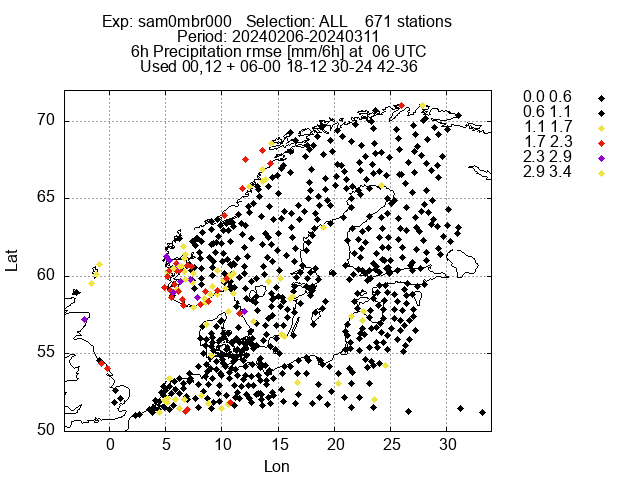 Exp: sam0mbr000 Selection: ALL 671 stations
Period: 20240206-20240311
6h Precipitation rmse [mm/6h] at 06 UTC
Used 00,12 + 06-00 18-12 30-24 42-36
0.0 0.6
0.6 1.1
1.1 1.7
1.7 2.3
2.3 2.9
2.9 3.4
70
65
60
55
50
Lat
0 5 10 15 20 25 30
Lon